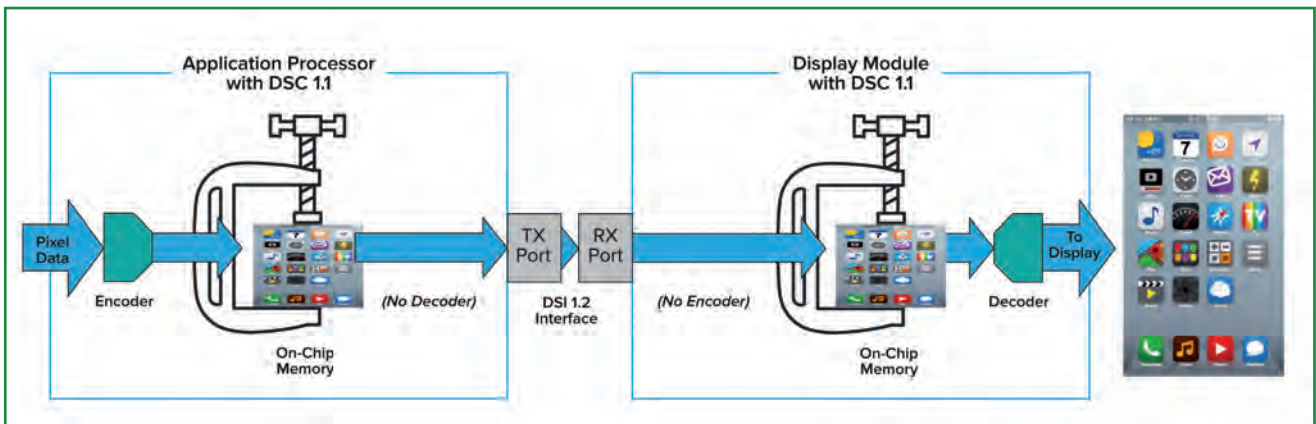 Application Processor
with DSC 1.1
Display Module
with DSC 1.1
Pixel
Data
Encoder
On-Chip
Memory
(No Decoder)
TX
Port
RX
Port
DSI 1.2
Interface
(No Encoder)
On-Chip
Memory
Decoder
To
Display
7